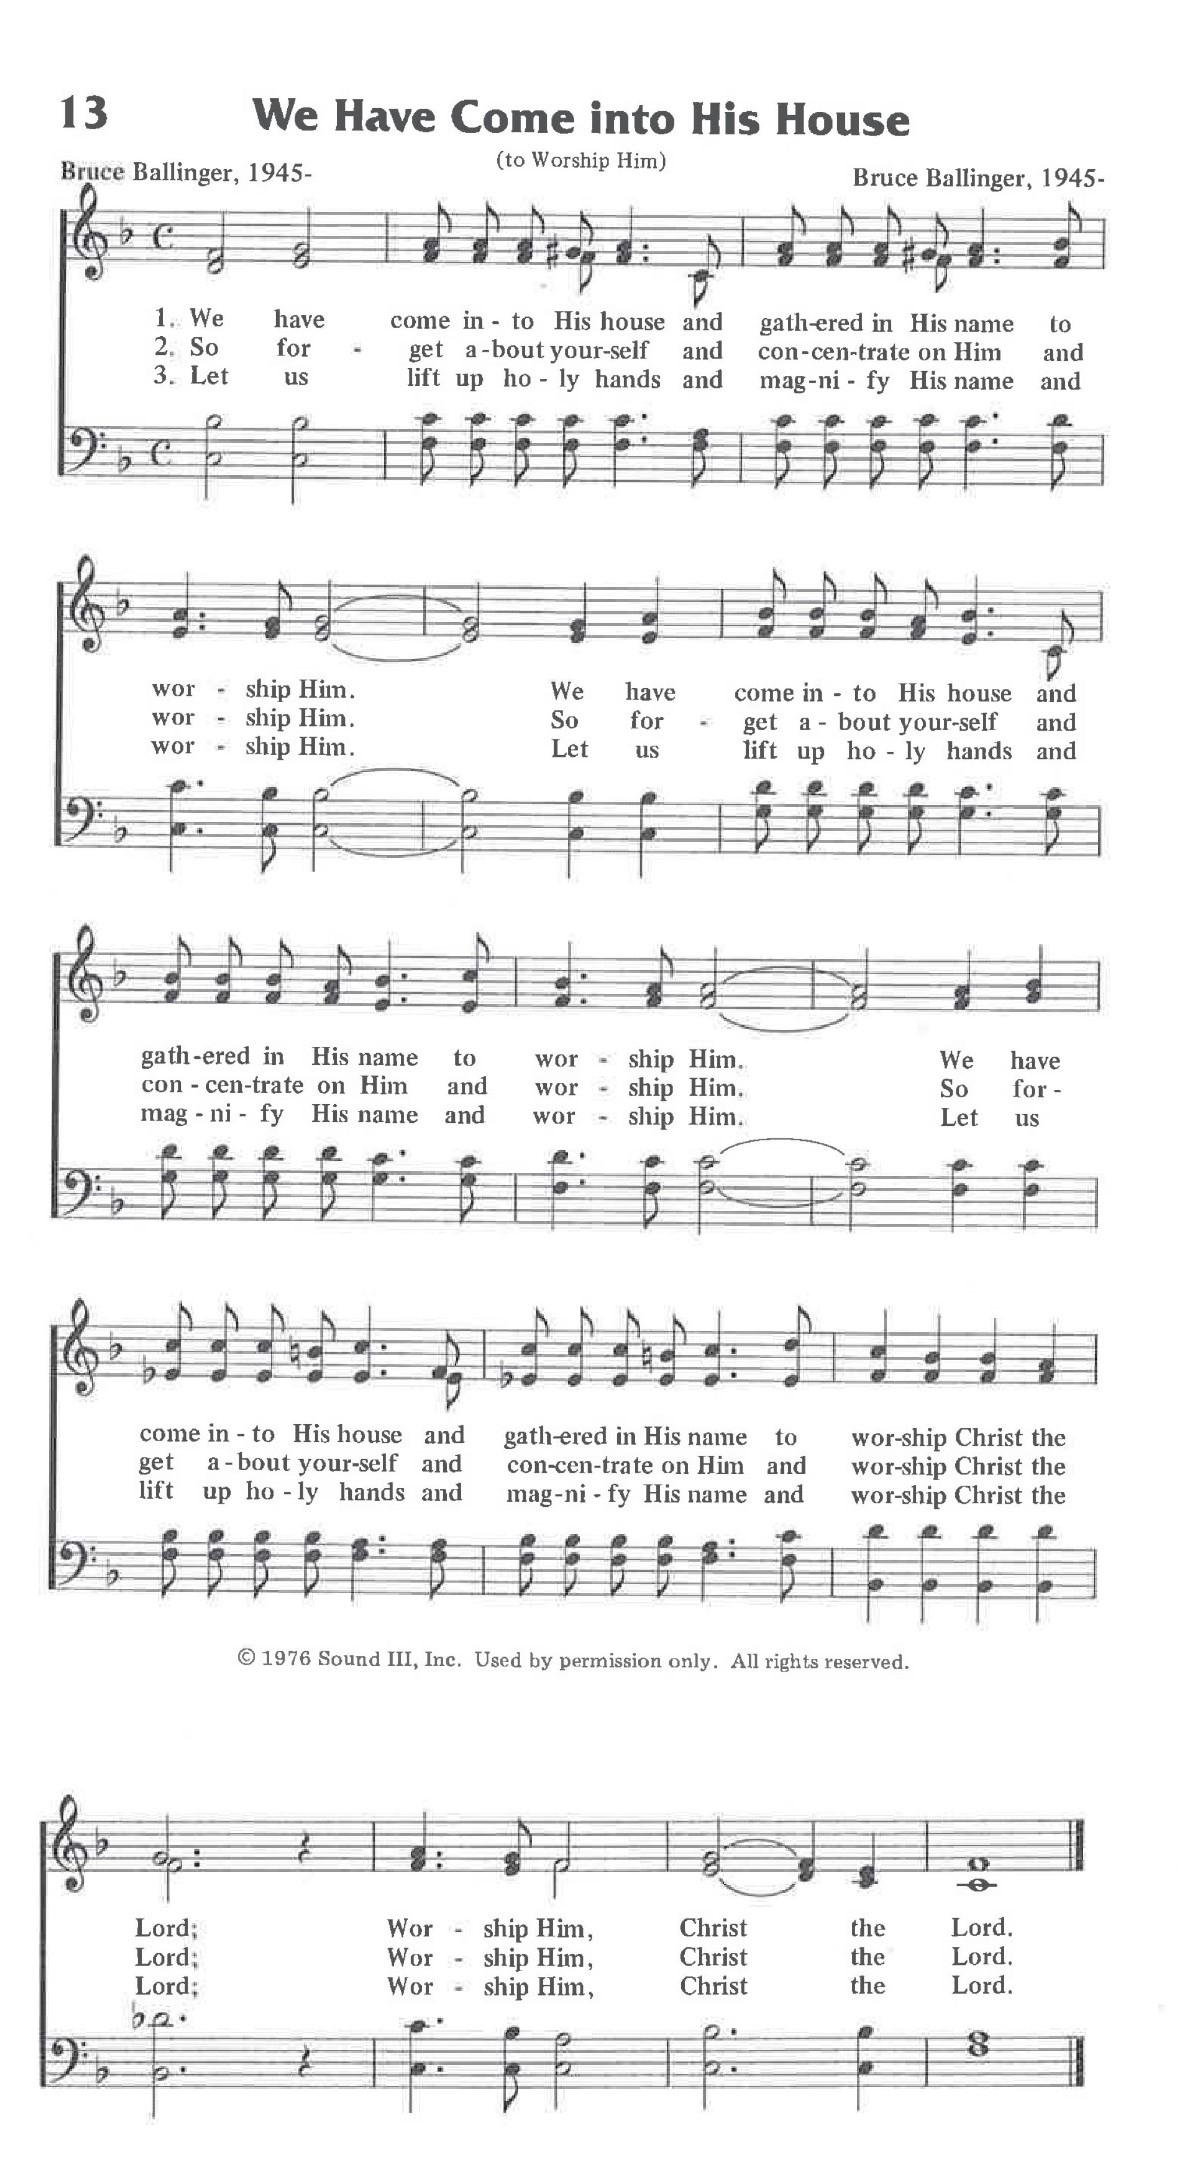 13 We Have Come into His House
(to Worship Him)
Bruce Ballinger, 1945- Bruce Ballinger, 1945-
1. We have come in - to His house and gath-ered in His name to
2. So for - get a-bout your-self and con-cen-trate on Him and
3. Let us lift up ho - ly hands and mag-ni - fy His name and
wor - ship Him. We have come in - to His house and
wor - ship Him. So for - get a - bout your-self and
wor - ship Him. Let us lift up ho - ly hands and
gath-ered in His name to wor - ship Him. We have
con - cen-trate on Him and wor - ship Him. So for -
mag - ni - fy His name and wor - ship Him. Let us
come in - to His house and gath-ered in His name to wor-ship Christ the
get a - bout your-self and con-cen-trate on Him and wor-ship Christ the
lift up ho - ly hands and mag-ni - fy His name and wor-ship Christ the
© 1976 Sound III, Inc. Used by permission only. All rights reserved.
Lord; Wor - ship Him, Christ the Lord.
Lord; Wor - ship Him, Christ the Lord.
Lord; Wor - ship Him, Christ the Lord.